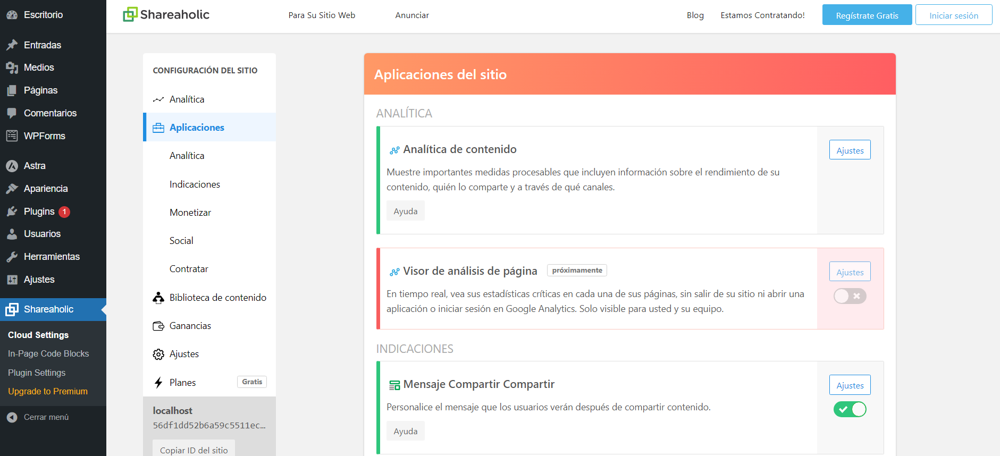 Escritorio
Entradas
Medios
Páginas
Comentarios
WPForms
Astra
Apariencia
Plugins 1
Usuarios
Herramientas
Ajustes
Shareaholic
Cloud Settings
In-Page Code Blocks
Plugin Settings
Upgrade to Premium
Cerrar menú
Shareaholic
Para Su Sitio Web
Anunciar
Blog
Estamos Contratando!
Regístrate Gratis
Iniciar sesión
CONFIGURACIÓN DEL SITIO
Analítica
Aplicaciones
Analítica
Indicaciones
Monetizar
Social
Contratar
Biblioteca de contenido
Ganancias
Ajustes
Planes Gratis
localhost
56df1dd52b6a59c5511ec...
Copiar ID del sitio
Aplicaciones del sitio
ANALÍTICA
Analítica de contenido
Ajustes
Muestre importantes medidas procesables que incluyen información sobre el rendimiento de su
contenido, quién lo comparte y a través de qué canales.
Ayuda
Visor de análisis de página próximamente
Ajustes
En tiempo real, vea sus estadísticas críticas en cada una de sus páginas, sin salir de su sitio ni abrir una
aplicación o iniciar sesión en Google Analytics. Solo visible para usted y su equipo.
INDICACIONES
Mensaje Compartir Compartir
Ajustes
Personalice el mensaje que los usuarios verán después de compartir contenido.
Ayuda